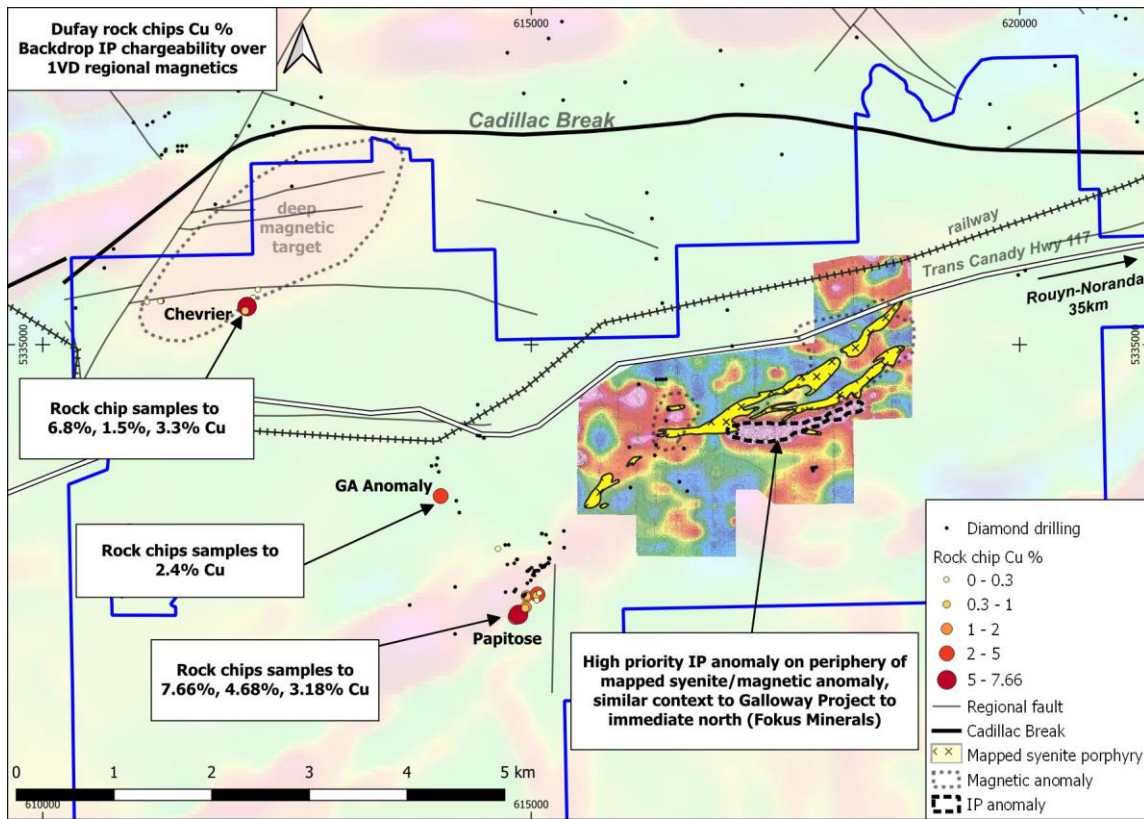 Dufay rock chips Cu %
Backdrop IP chargeability over
1VD regional magnetics
615000
620000
Cadillac Break
deep
magnetic
target
railway
Trans Canady Hwy 117
Rouyn-Noranda
35km
Chevrier
5335000
5335000
Rock chip samples to
6.8%, 1.5%, 3.3% Cu
GA Anomaly
Rock chips samples to
2.4% Cu
Papitose
Rock chips samples to
7.66%, 4.68%, 3.18% Cu
High priority IP anomaly on periphery of
mapped syenite/magnetic anomaly,
similar context to Galloway Project to
immediate north (Fokus Minerals)
Diamond drilling
Rock chip Cu %
0 - 0.3
0.3 - 1
1 - 2
2 - 5
5 - 7.66
Regional fault
Cadillac Break
Mapped syenite porphyry
Magnetic anomaly
IP anomaly
0 1 2 3 4 5 km
610000
615000